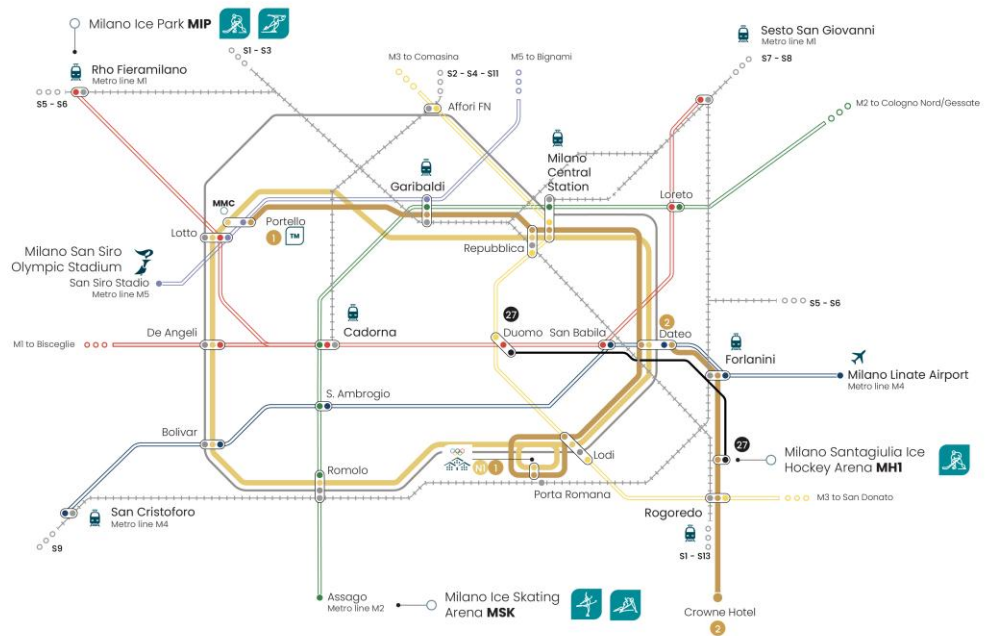 Milano Ice Park MIP
S1 - S3
Rho Fieramilano
Metro line M1
S5 - S6
M3 to Comasina
S2 - S4 - S11
M5 to Bignami
Affori FN
Sesto San Giovanni
Metro line M1
S7 - S8
M2 to Cologno Nord/Gessate
Milano
Central
Station
Garibaldi
Loreto
MMC
Portello
1 TM
Lotto
Repubblica
Milano San Siro
Olympic Stadium
San Siro Stadio
Metro line M5
S5 - S6
27
2
De Angeli
Cadorna
Duomo
San Babila
Dateo
Forlanini
M1 to Bisceglie
Milano Linate Airport
Metro line M4
S. Ambrogio
Bolivar
27
Milano Santagiulia Ice
Hockey Arena MH1
Lodi
N1 1
Romolo
Porta Romana
M3 to San Donato
San Cristoforo
Metro line M4
Rogoredo
S9
S1 - S13
Assago
Metro line M2
Milano Ice Skating
Arena MSK
Crowne Hotel
2